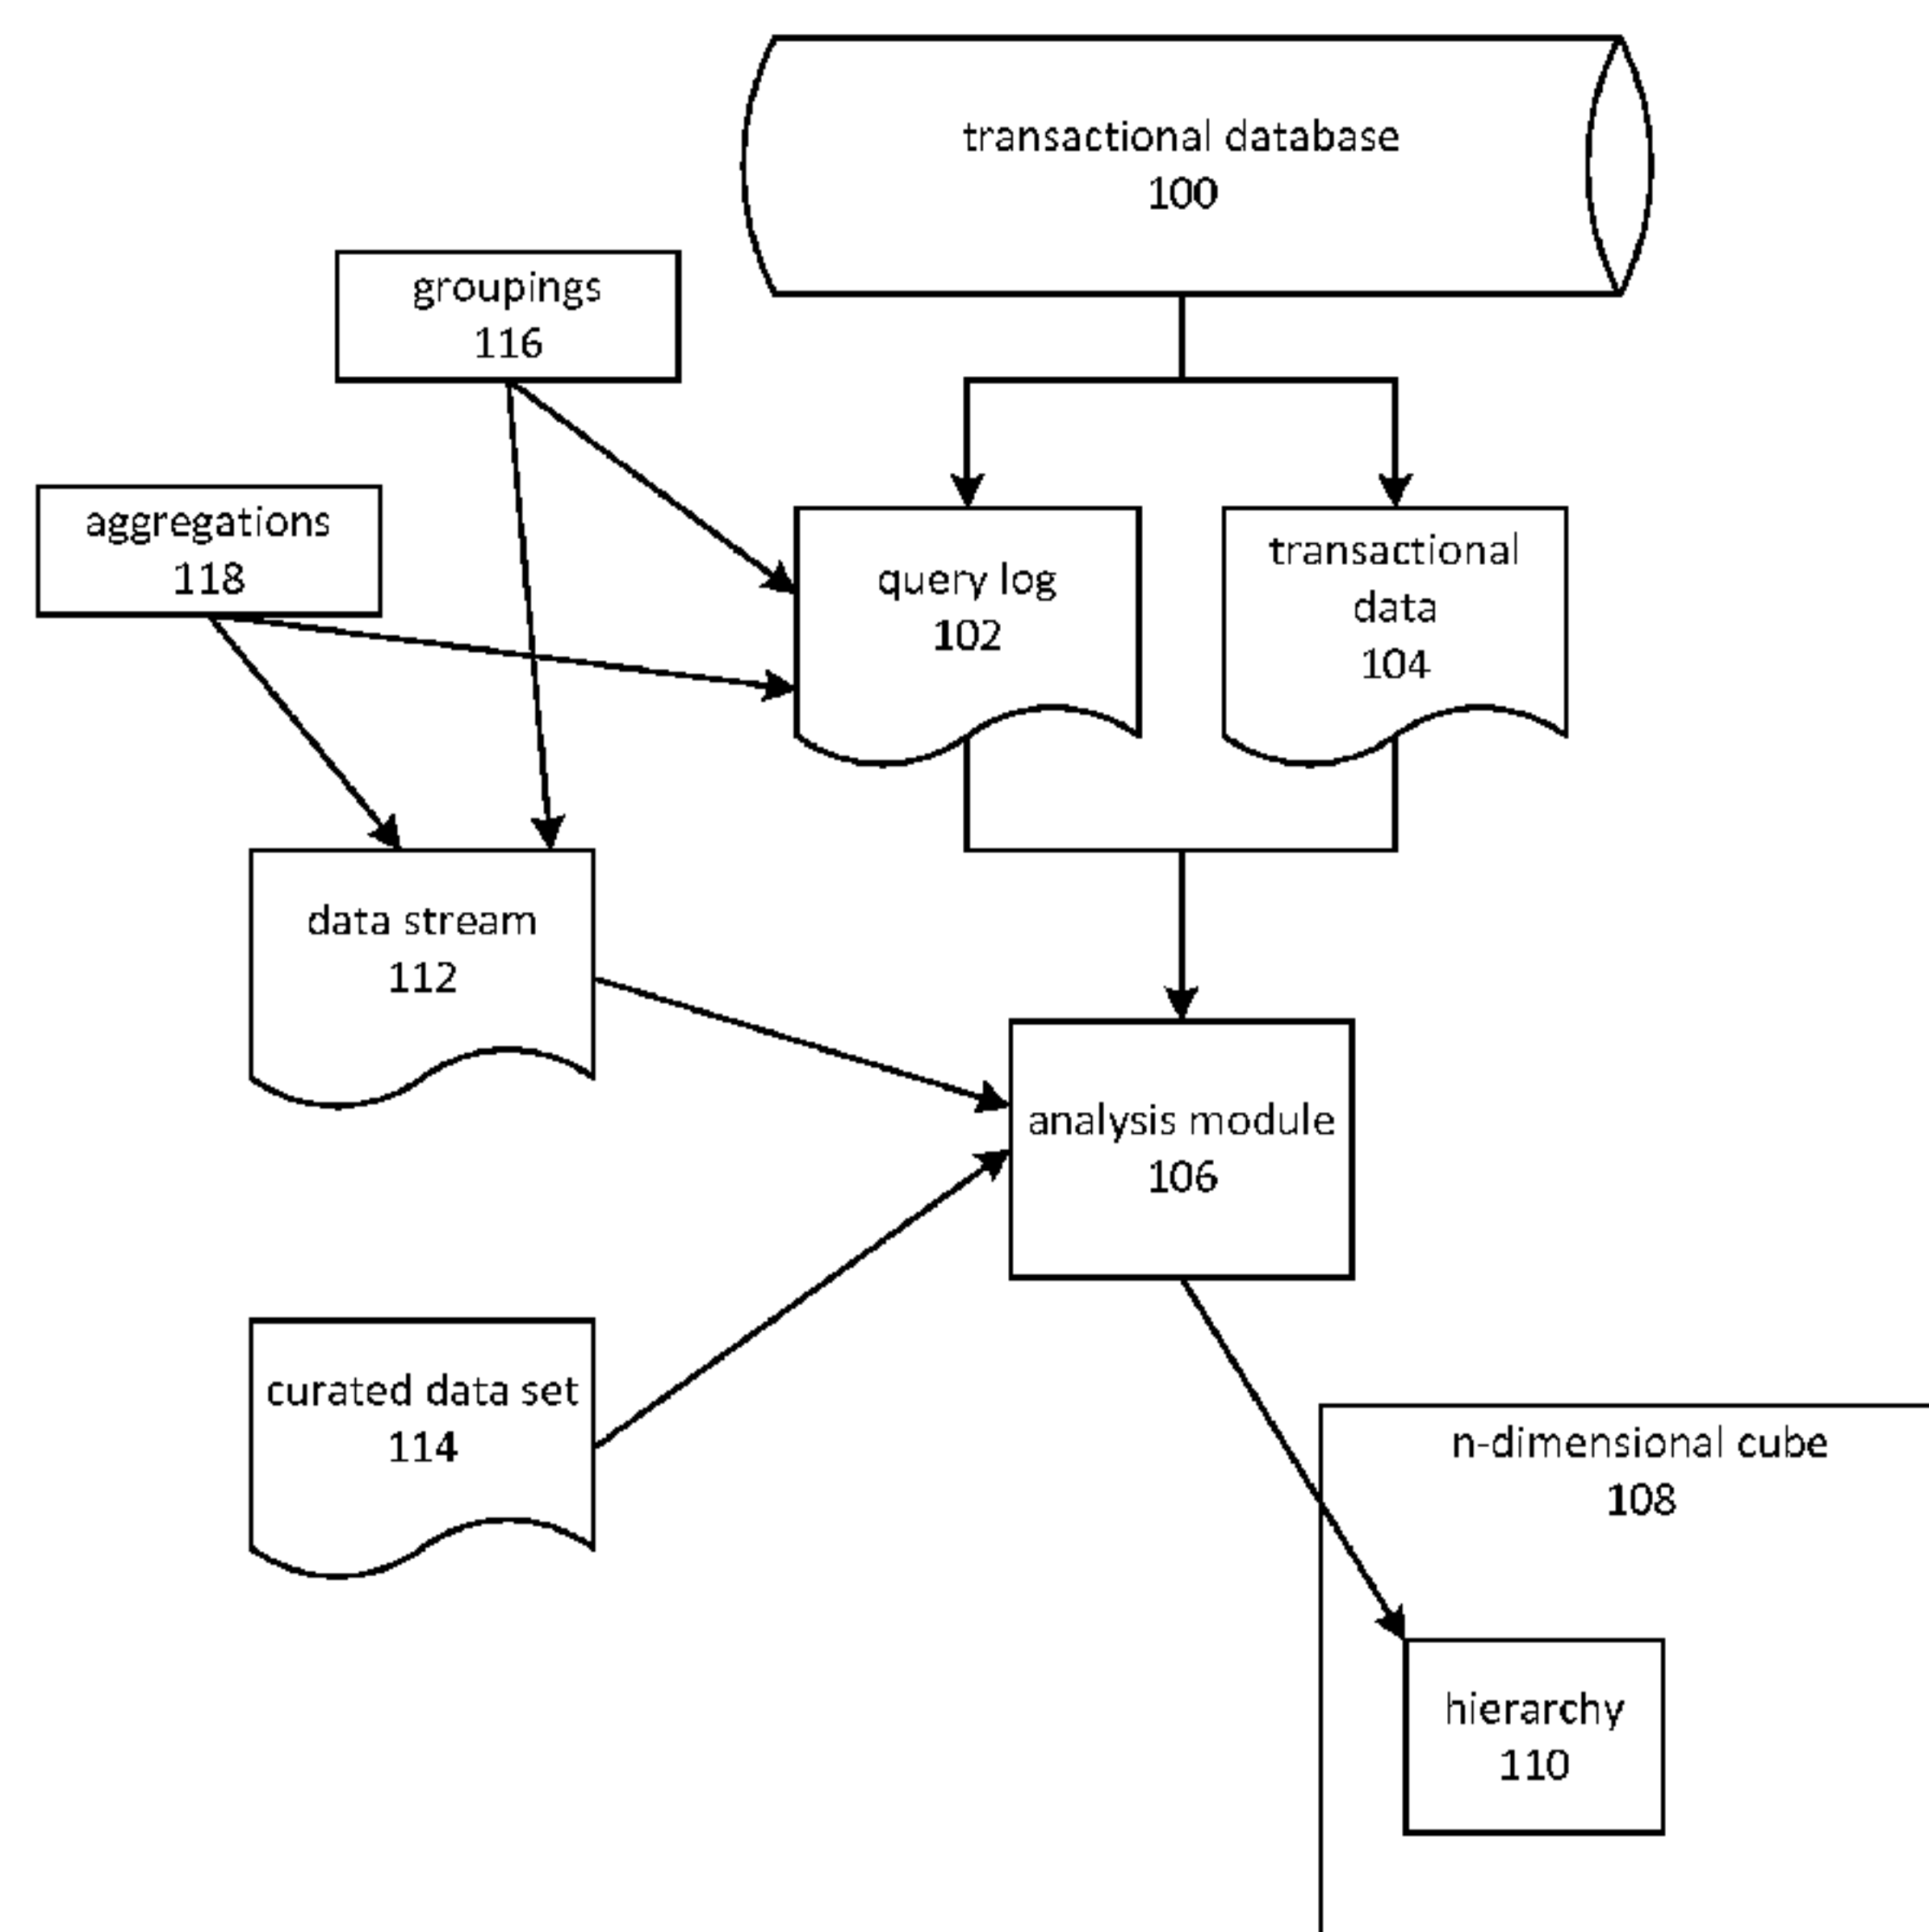 transactional database
100
groupings
116
aggregations
118
query log
102
transactional
data
104
data stream
112
analysis module
106
curated data set
114
n-dimensional cube
108
hierarchy
110